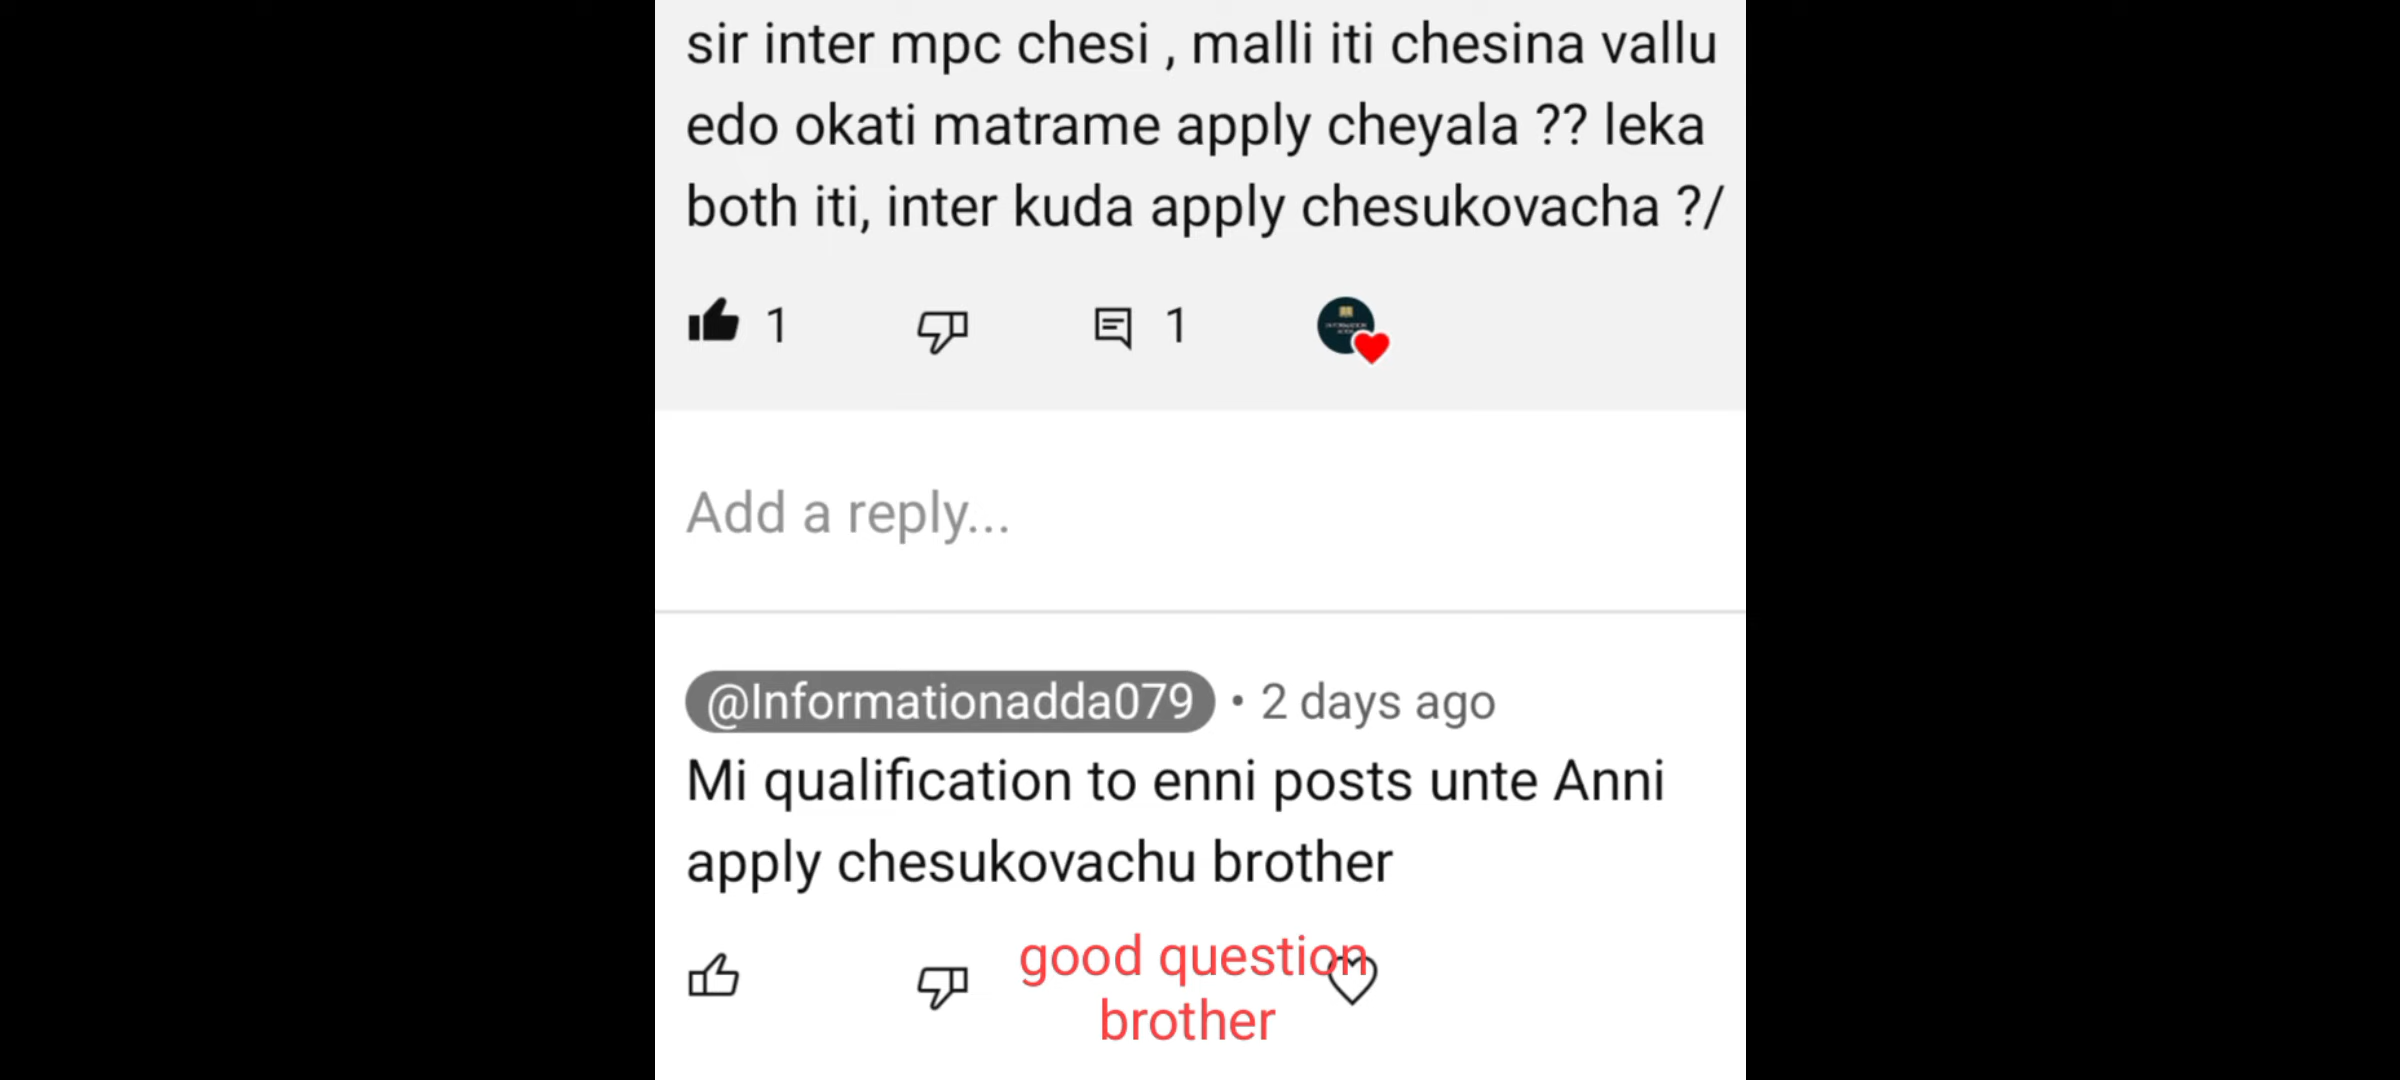 sir inter mpc chesi , malli iti chesina vallu
edo okati matrame apply cheyala ?? leka
both iti, inter kuda apply chesukovacha ?/
1
1
Add a reply...
@Informationadda079 • 2 days ago
Mi qualification to enni posts unte Anni
apply chesukovachu brother
good question
brother